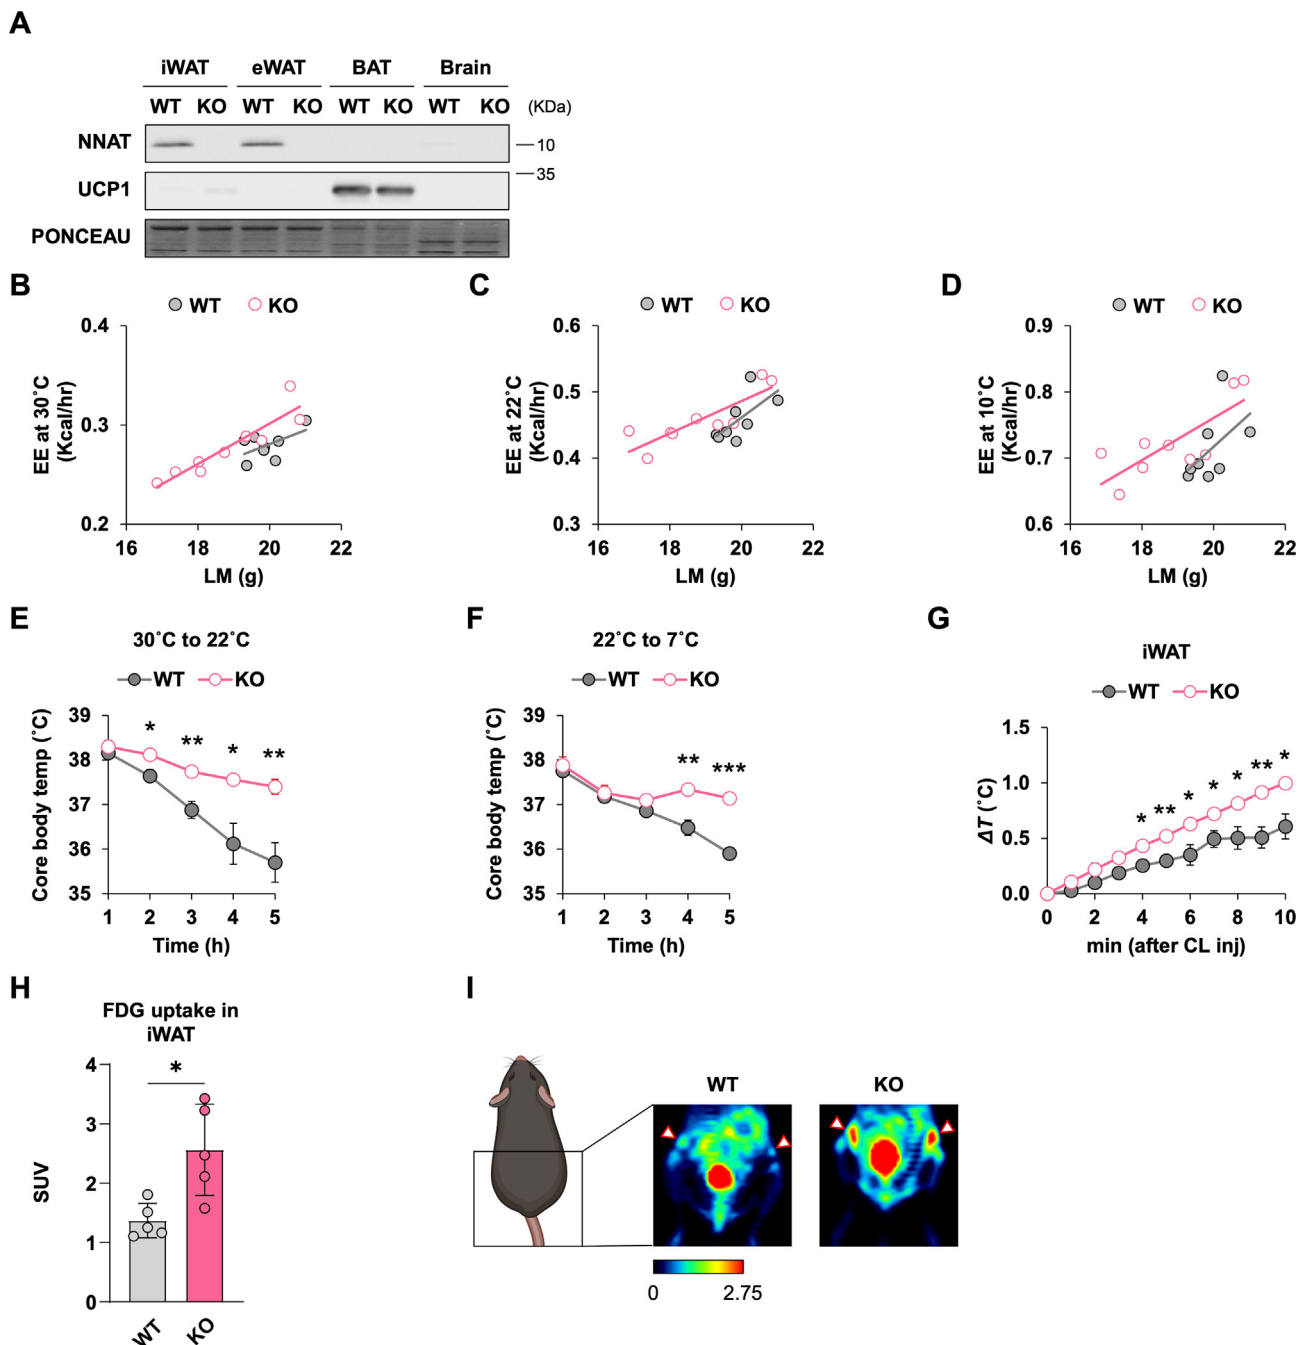 A
iWAT eWAT BAT Brain
WT KO WT KO WT KO WT KO (KDa)
NNAT 10
35
UCP1
PONCEAU
B
WT KO
0.4
0.3
0.2
EE at 30˚C
(Kcal/hr)
16 18 20 22
LM (g)
C
WT KO
0.6
0.5
0.4
0.3
EE at 22˚C
(Kcal/hr)
16 18 20 22
LM (g)
D
WT KO
0.9
0.8
0.7
0.6
EE at 10˚C
(Kcal/hr)
16 18 20 22
LM (g)
E
30˚C to 22˚C
WT KO
39
38
37
36
35
Core body temp (˚C)
* ** * **
1 2 3 4 5
Time (h)
F
22˚C to 7˚C
WT KO
39
38
37
36
35
Core body temp (˚C)
** ***
1 2 3 4 5
Time (h)
G
iWAT
WT KO
1.5
1.0
0.5
0.0
ΔT (˚C)
* ** * * * ** *
0 2 4 6 8 10
min (after CL inj)
H
FDG uptake in
iWAT
4
3
2
1
0
SUV
*
WT KO
I
WT KO
0 2.75